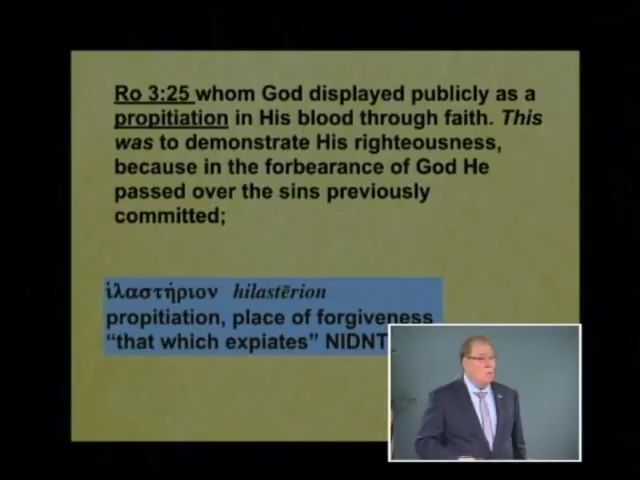 Ro 3:25 whom God displayed publicly as a
propitiation in His blood through faith. This
was to demonstrate His righteousness,
because in the forbearance of God He
passed over the sins previously
committed;
ἱλαστήριον hilastērion
propitiation, place of forgiveness
“that which expiates” NIDNT